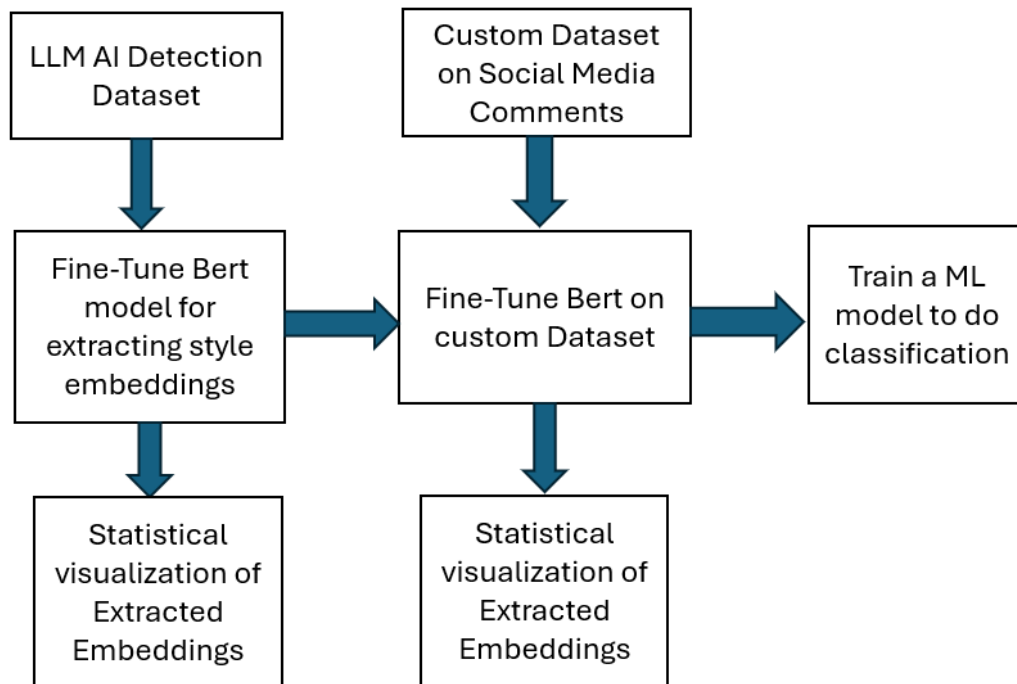 LLM AI Detection
Dataset
Custom Dataset
on Social Media
Comments
Fine-Tune Bert
model for
extracting style
embeddings
Fine-Tune Bert on
custom Dataset
Train a ML
model to do
classification
Statistical
visualization of
Extracted
Embeddings
Statistical
visualization of
Extracted
Embeddings